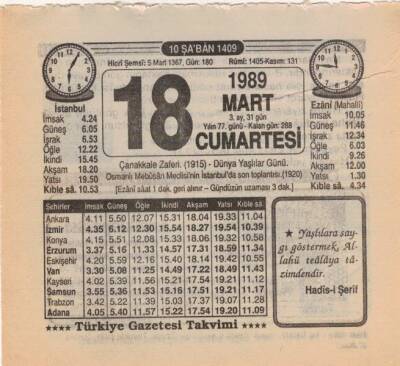 10 ŞA'BÂN 1409
Hicrî Şemsî: 5 Mart 1367, Gün: 180
Rûmî: 1405-Kasım: 131
İstanbul
İmsak 4.24
Güneş 6.05
İşrak 6.53
Öğle 12.22
İkindi 15.45
Akşam 18.20
Yatsı 19.50
Kıble sâ. 10.53
18
1989
MART
3. ay, 31 gün
Yılın 77. günü - Kalan gün: 288
CUMARTESİ
Ezânî (Mahalli)
İmsak 10.05
Güneş 11.46
İşrak 12.34
Öğle 6.03
İkindi 9.26
Akşam 12.00
Yatsı 1.30
Kıble sâ. 4.34
Çanakkale Zaferi. (1915) - Dünya Yaşlılar Günü.
Osmanlı Mebûsân Meclisi'nin İstanbul'da son toplantısı.(1920)
[Ezânî sâat 1 dak. geri alınır – Gündüzün uzaması 3 dak.]
Şehirler İmsak Güneş Öğle İkindi Akşam Yatsı Kıble sâ.
Ankara 4.11 5.50 12.07 15.31 18.04 19.33 11.04
İzmir 4.35 6.12 12.30 15.54 18.27 19.54 10.39
Konya 4.15 5.51 12.08 15.33 18.06 19.32 10.58
Erzurum 3.37 5.16 11.33 14.57 17.31 18.59 11.34
Eskişehir 4.20 5.59 12.16 15.40 18.14 19.42 10.55
Van 3.30 5.08 11.25 14.49 17.22 18.49 11.43
Kayseri 4.02 5.39 11.56 15.21 17.54 19.21 11.11
Samsun 3.55 5.36 11.53 15.16 17.51 19.21 11.17
Trabzon 3.42 5.22 11.39 15.03 17.37 19.07 11.28
Adana 4.05 5.40 11.57 15.22 17.54 19.20 11.09
★ Yaşlılara say-
gı göstermek, Al-
lahü teâlâya tâ-
zimdendir.
Hadîs-i Şerif
★★★★ Türkiye Gazetesi Takvimi ★★★★